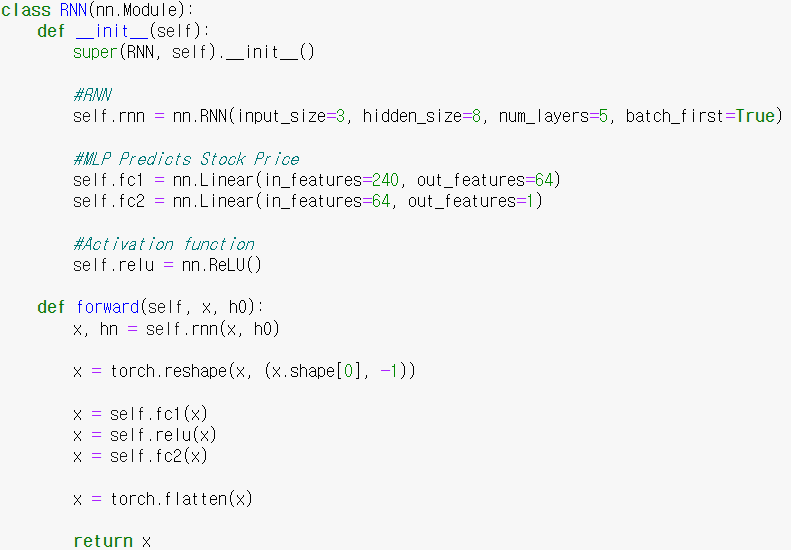 class RNN(nn.Module):
    def __init__(self):
        super(RNN, self).__init__()

        #RNN
        self.rnn = nn.RNN(input_size=3, hidden_size=8, num_layers=5, batch_first=True)

        #MLP Predicts Stock Price
        self.fc1 = nn.Linear(in_features=240, out_features=64)
        self.fc2 = nn.Linear(in_features=64, out_features=1)

        #Activation function
        self.relu = nn.ReLU()

    def forward(self, x, h0):
        x, hn = self.rnn(x, h0)

        x = torch.reshape(x, (x.shape[0], -1))

        x = self.fc1(x)
        x = self.relu(x)
        x = self.fc2(x)

        x = torch.flatten(x)

        return x